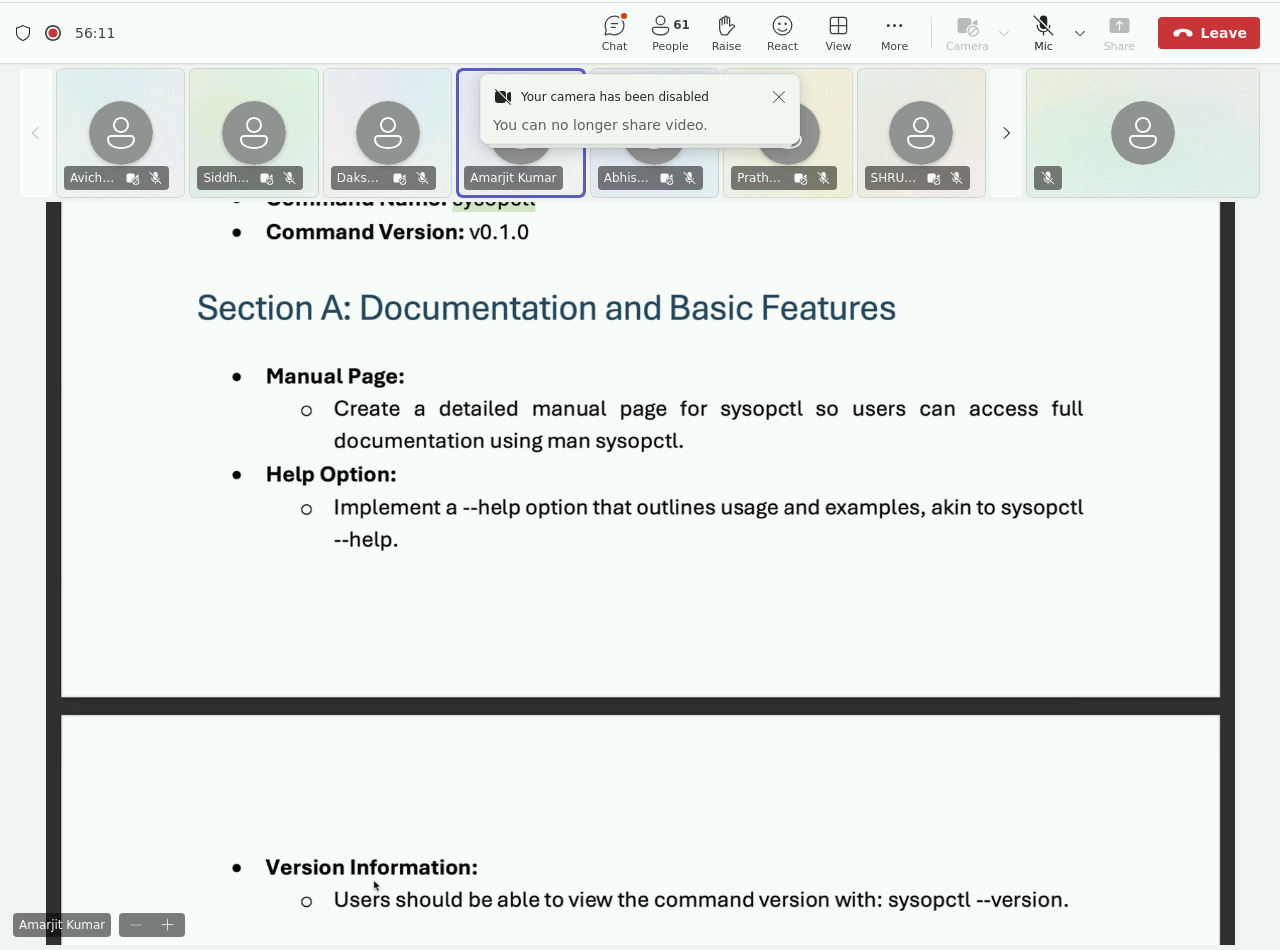 56:11
61
Chat
People
Raise
React
View
More
Camera
Mic
Share
Leave
Your camera has been disabled
You can no longer share video.
Avich...
Siddh...
Daks...
Amarjit Kumar
Abhis...
Prath...
SHRU...
Command Name: sysopctl
• Command Version: v0.1.0
Section A: Documentation and Basic Features
• Manual Page:
o Create a detailed manual page for sysopctl so users can access full
documentation using man sysopctl.
• Help Option:
o Implement a --help option that outlines usage and examples, akin to sysopctl
--help.
• Version Information:
o Users should be able to view the command version with: sysopctl --version.
Amarjit Kumar